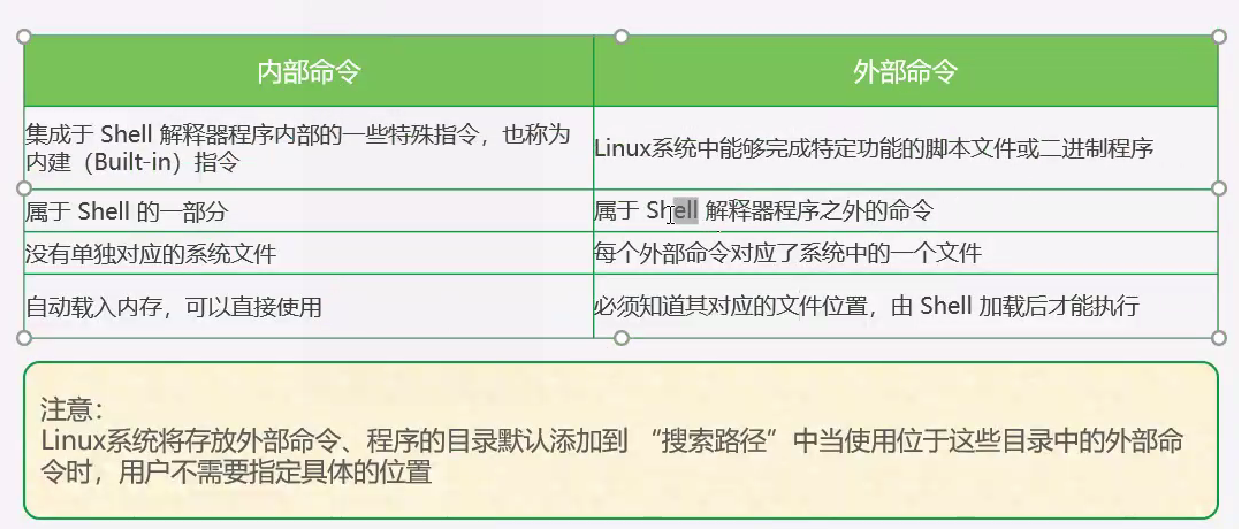 内部命令
外部命令
集成于 Shell 解释器程序内部的一些特殊指令，也称为
内建（Built-in）指令
Linux系统中能够完成特定功能的脚本文件或二进制程序
属于 Shell 的一部分
属于 Shell 解释器程序之外的命令
没有单独对应的系统文件
每个外部命令对应了系统中的一个文件
自动载入内存，可以直接使用
必须知道其对应的文件位置，由 Shell 加载后才能执行
注意：
Linux系统将存放外部命令、程序的目录默认添加到 “搜索路径”中当使用位于这些目录中的外部命
令时，用户不需要指定具体的位置